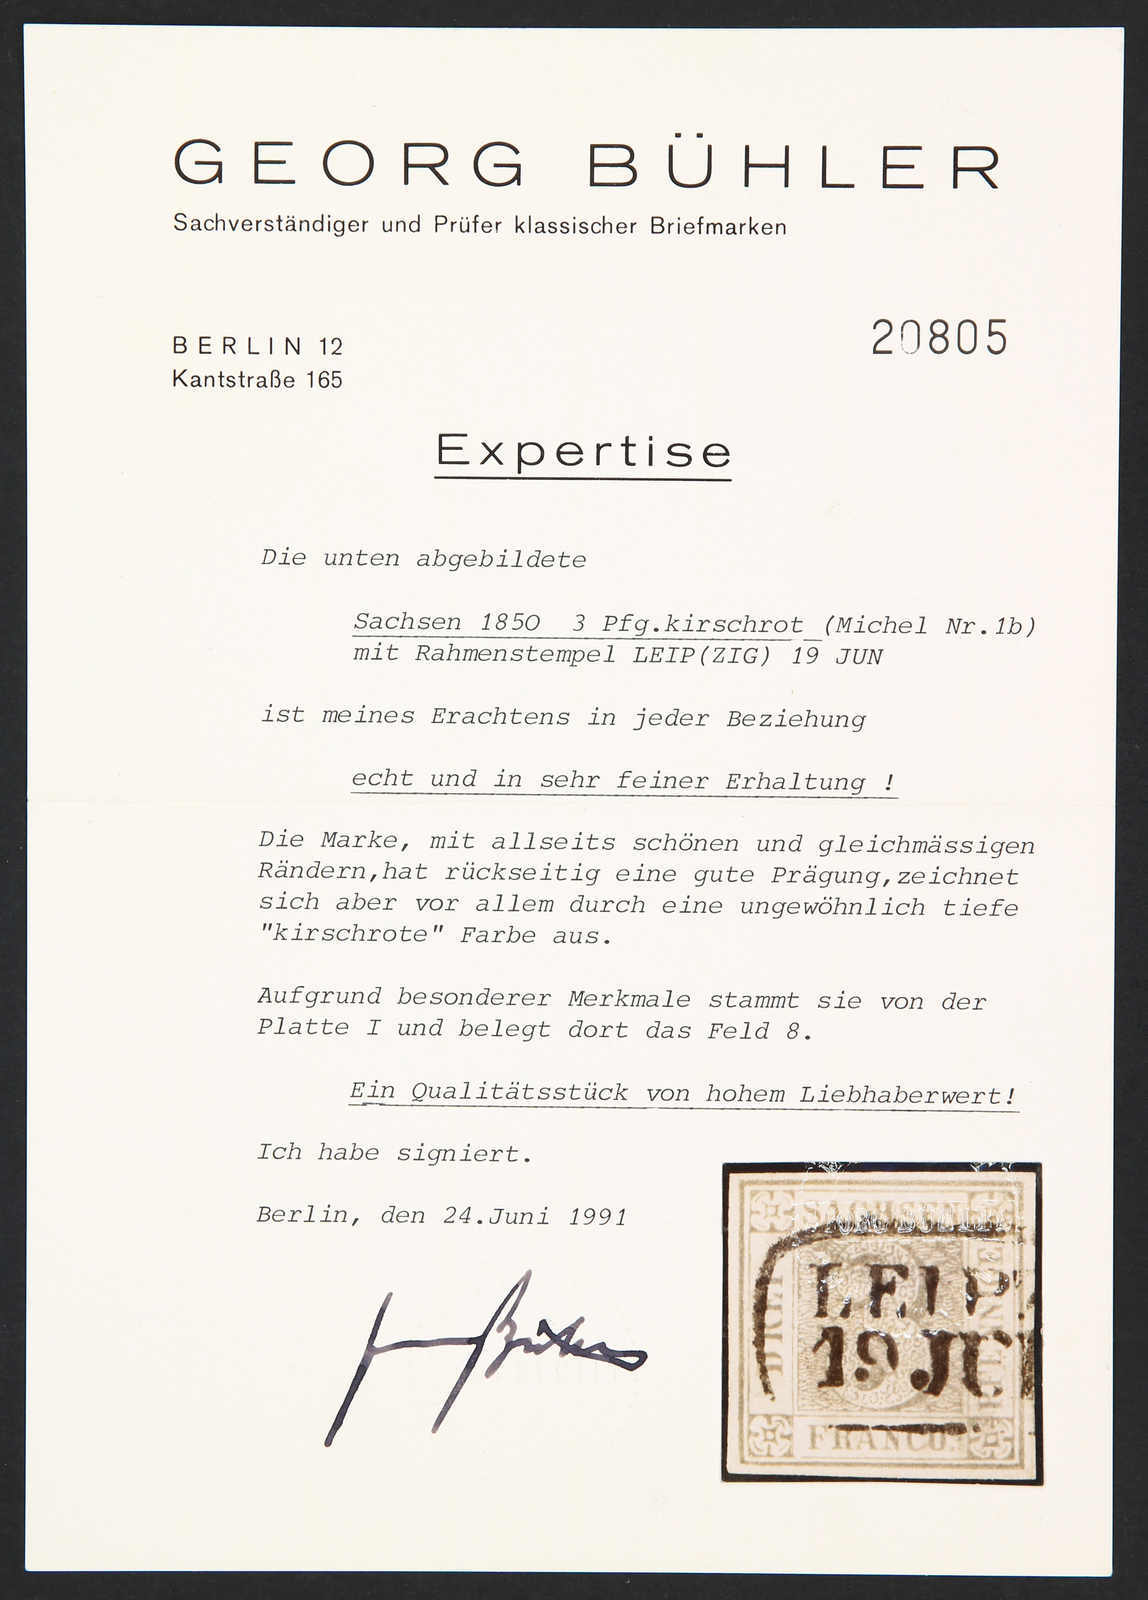 GEORG BÜHLER
Sachverständiger und Prüfer klassischer Briefmarken
BERLIN 12
20805
Kantstraße 165
Expertise
Die unten abgebildete
Sachsen 1850 3 Pfg.kirschrot (Michel Nr.1b)
mit Rahmenstempel LEIP(ZIG) 19 JUN
ist meines Erachtens in jeder Beziehung
echt und in sehr feiner Erhaltung !
Die Marke, mit allseits schönen und gleichmässigen
Rändern,hat rückseitig eine gute Prägung,zeichnet
sich aber vor allem durch eine ungewöhnlich tiefe
"kirschrote" Farbe aus.
Aufgrund besonderer Merkmale stammt sie von der
Platte I und belegt dort das Feld 8.
Ein Qualitätsstück von hohem Liebhaberwert!
Ich habe signiert.
Berlin, den 24.Juni 1991
SACHSEN
LEIP
19. JU
DREI
3
FRANCO.